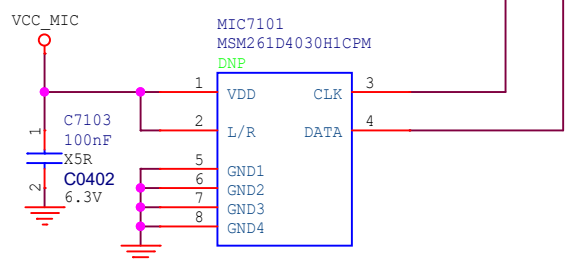 VCC_MIC
MIC7101
MSM261D4030H1CPM
DNP
1 VDD CLK 3
2 L/R DATA 4
5 GND1
6 GND2
7 GND3
8 GND4
1 C7103
100nF
X5R
2 C0402
6.3V